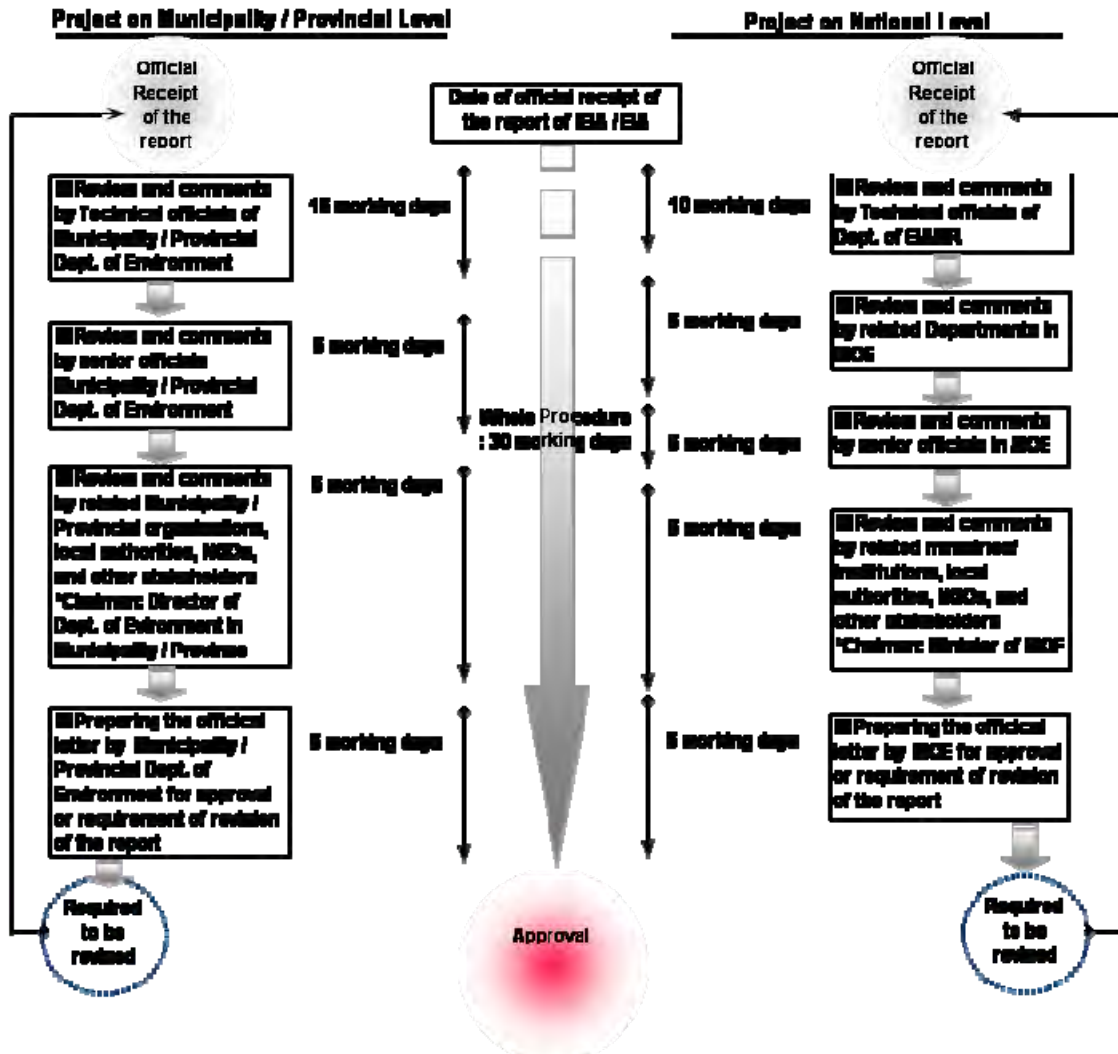 Project on Municipality / Provincial Level
Official
Receipt
of the
report
Review and comments
by Technical officials of
Municipality / Provincial
Dept. of Environment
15 working days
Review and comments
by senior officials
Municipality / Provincial
Dept. of Environment
5 working days
Review and comments
by related Municipality /
Provincial organizations,
local authorities, NGOs,
and other stakeholders
*Chairman: Director of
Dept. of Evironment in
Municipality / Province
5 working days
Preparing the official
letter by Municipality /
Provincial Dept. of
Environment for approval
or requirement of revision
of the report
5 working days
Required
to be
revised
Date of official receipt of
the report of IEIA / EIA
Whole Procedure
: 30 working days
Approval
Project on National Level
Official
Receipt
of the
report
10 working days
Review and comments
by Technical officials of
Dept. of
5 working days
Review and comments
by related Departments in
MOE
5 working days
Review and comments
by senior officials in MOE
5 working days
Review and comments
by related
institutions, local
authorities, NGOs, and
other stakeholders
*Chairman: Minister of
5 working days
Preparing the official
letter by MOE for approval
or requirement of revision
of the report
Required
to be
revised